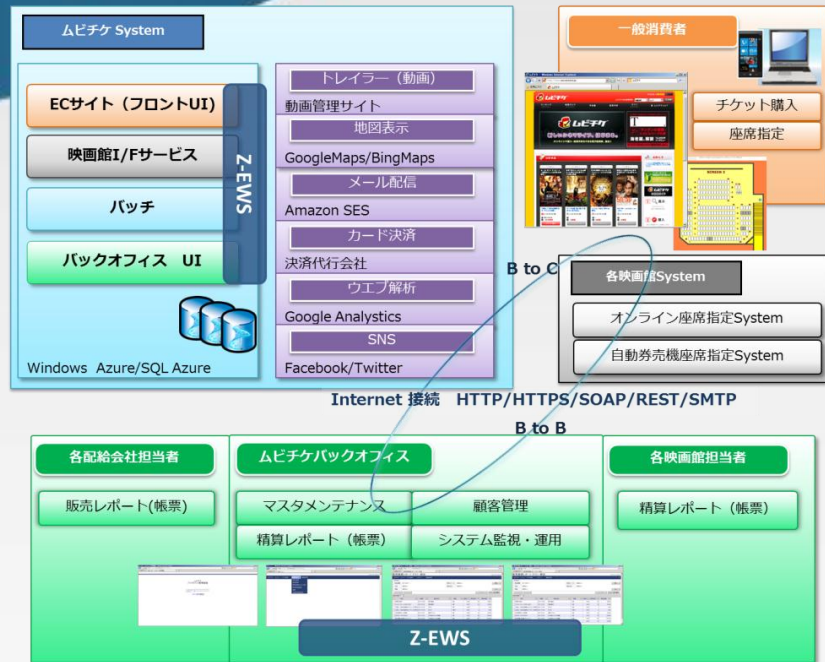 ムビチケ System
ECサイト（フロントUI）
映画館I/Fサービス
バッチ
バックオフィス UI
Z-EWS
Windows Azure/SQL Azure
トレイラー（動画）
動画管理サイト
地図表示
GoogleMaps/BingMaps
メール配信
Amazon SES
カード決済
決済代行会社
ウエブ解析
Google Analystics
SNS
Facebook/Twitter
一般消費者
ムビチケ
チケット購入
座席指定
B to C
各映画館System
オンライン座席指定System
自動券売機座席指定System
Internet 接続 HTTP/HTTPS/SOAP/REST/SMTP
B to B
各配給会社担当者
販売レポート(帳票)
ムビチケバックオフィス
マスタメンテナンス
顧客管理
精算レポート（帳票）
システム監視・運用
各映画館担当者
精算レポート（帳票）
Z-EWS